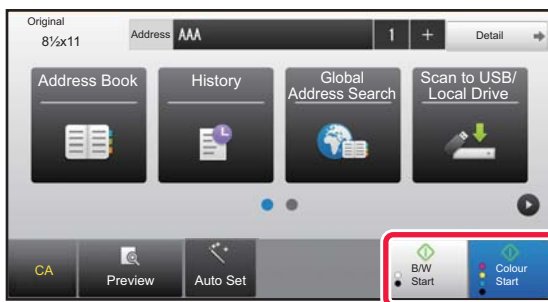 Original
8½x11
Address AAA 1 + Detail
Address Book
History
Global
Address Search
Scan to USB/
Local Drive
CA
Preview
Auto Set
B/W
Start
Colour
Start